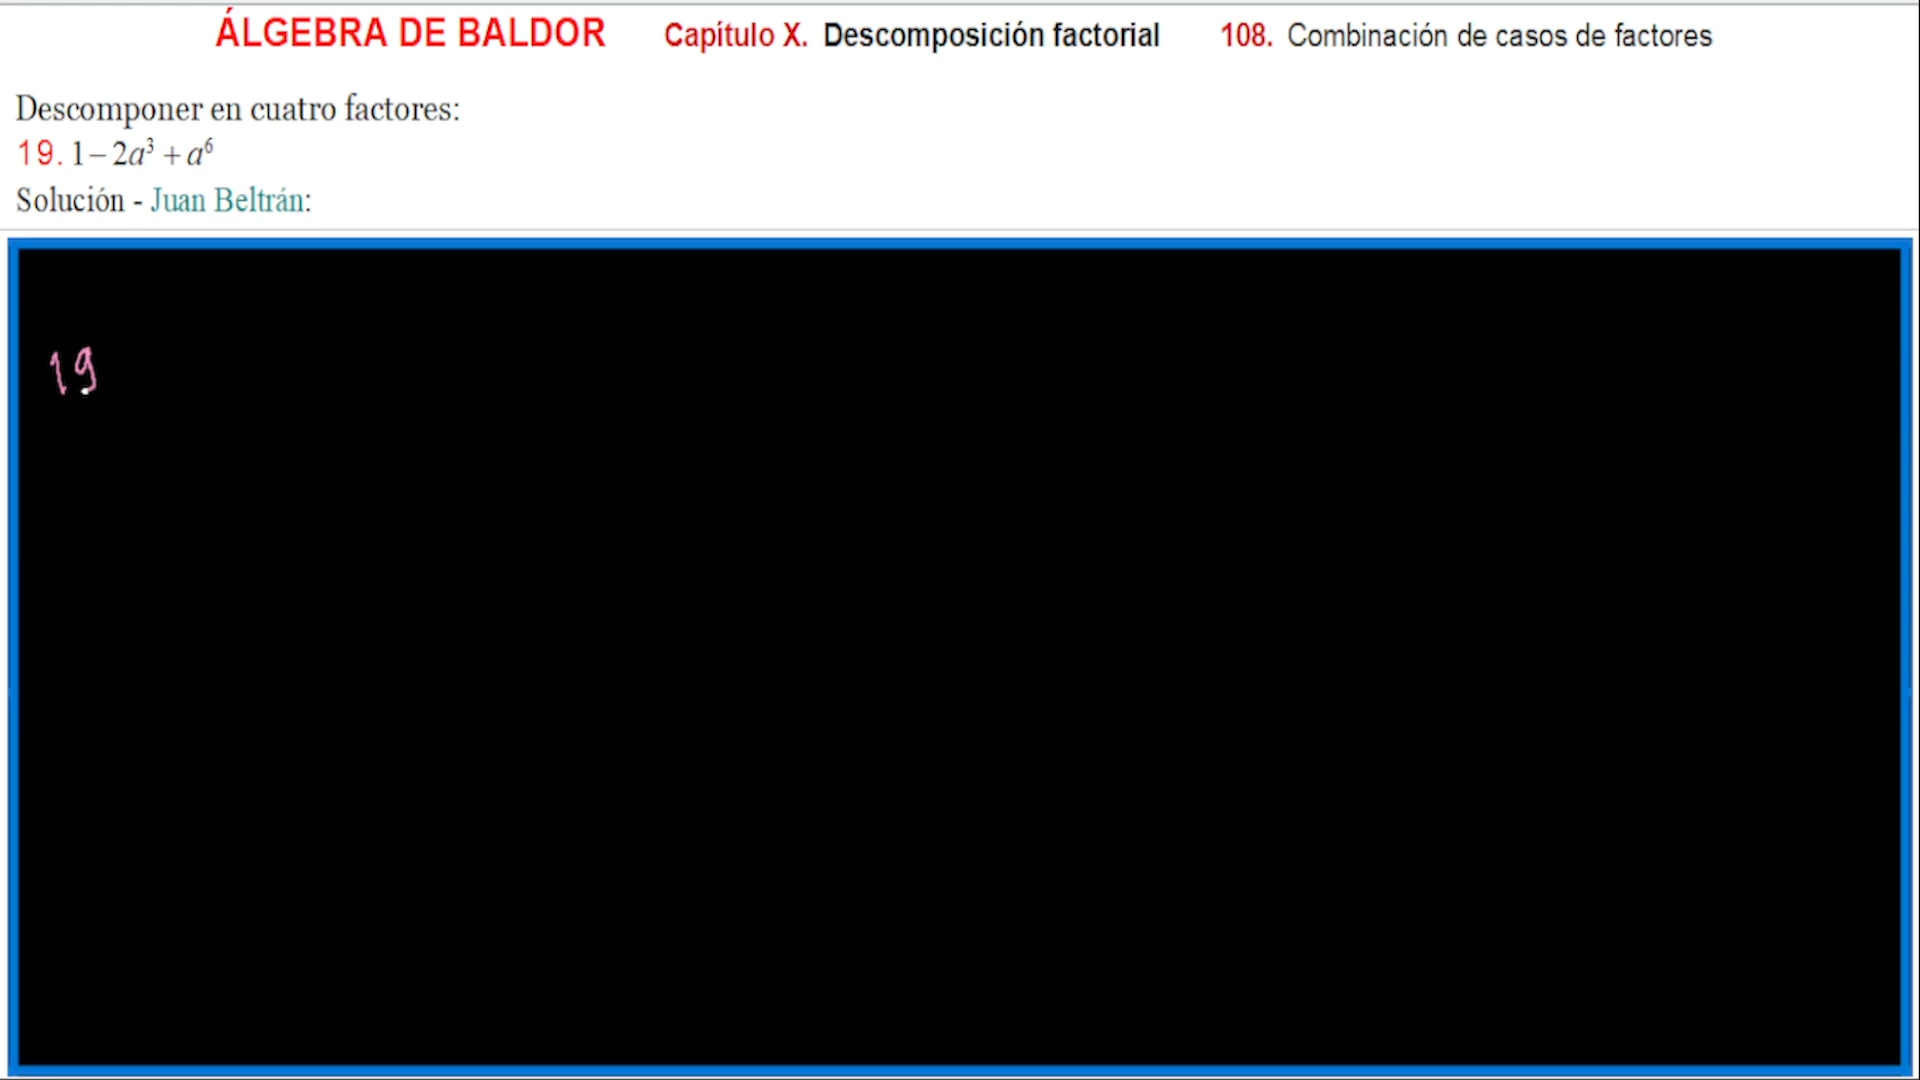 ÁLGEBRA DE BALDOR Capítulo X. Descomposición factorial 108. Combinación de casos de factores
Descomponer en cuatro factores:
19. 1 – 2a³ + a⁶
Solución - Juan Beltrán:
19